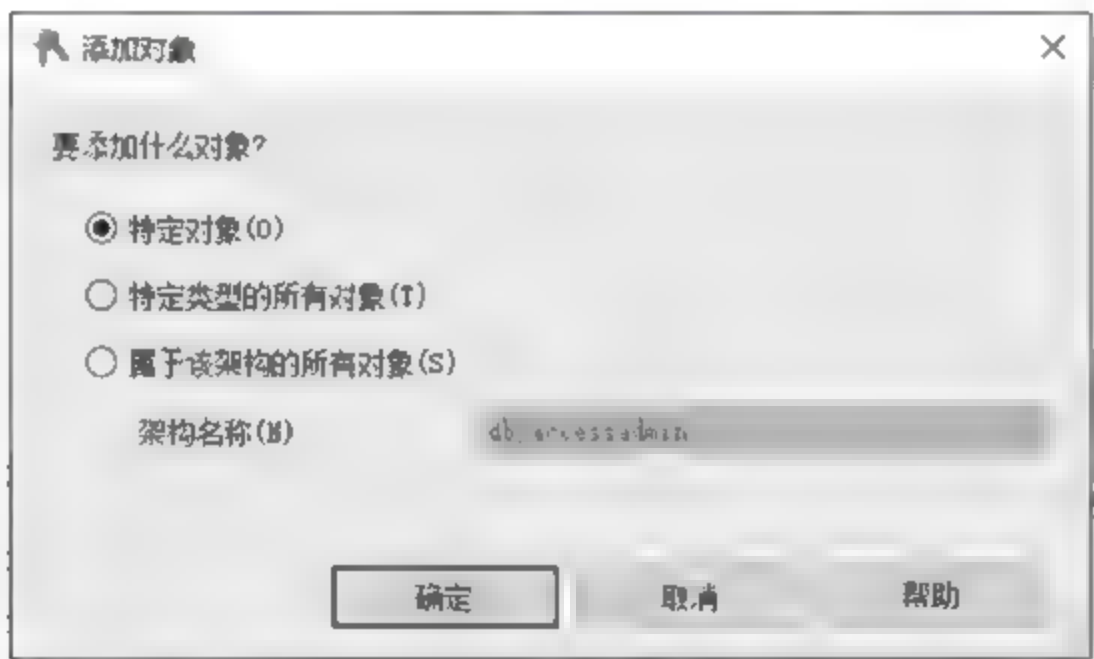 添加对象
要添加什么对象?
特定对象(O)
特定类型的所有对象(T)
属于该架构的所有对象(S)
架构名称(N) db_accessadmin
确定 取消 帮助